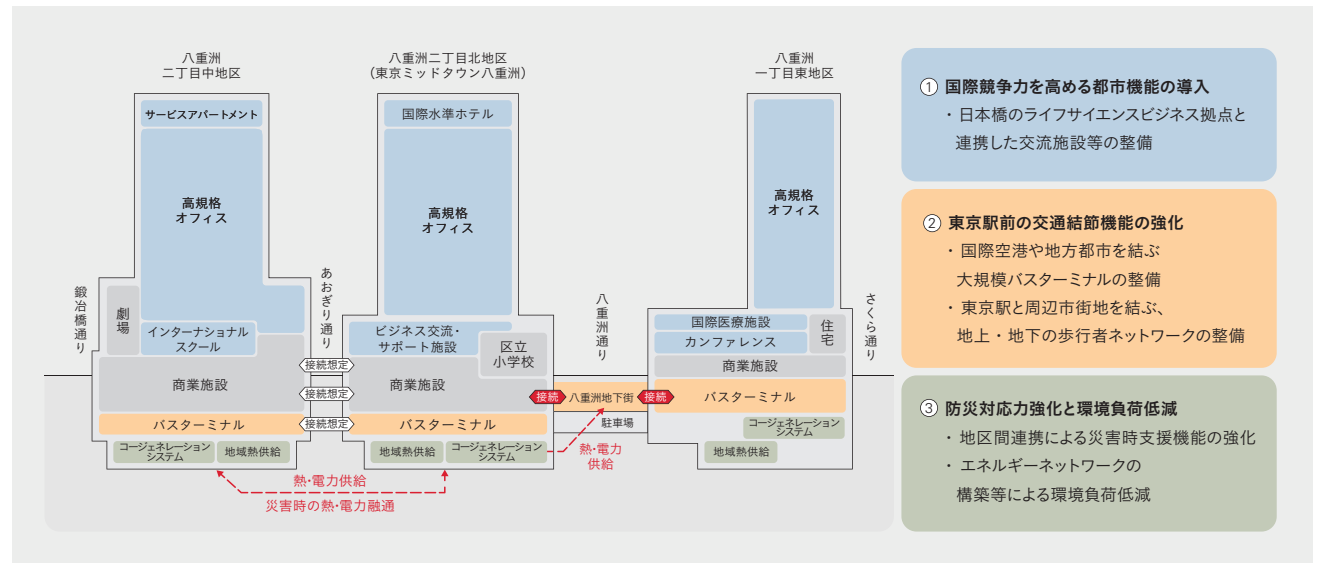 八重洲
二丁目中地区
八重洲二丁目北地区
(東京ミッドタウン八重洲)
八重洲
一丁目東地区
サービスアパートメント
高規格
オフィス
劇場
インターナショナル
スクール
商業施設
バスターミナル
コージェネレーション
システム
地域熱供給
鍛冶橋通り
あおぎり通り
接続想定
接続想定
接続想定
国際水準ホテル
高規格
オフィス
ビジネス交流・
サポート施設
区立
小学校
商業施設
バスターミナル
地域熱供給
コージェネレーション
システム
八重洲通り
接続
八重洲地下街
接続
駐車場
熱・電力
供給
熱・電力供給
災害時の熱・電力融通
高規格
オフィス
国際医療施設
カンファレンス
住宅
商業施設
バスターミナル
コージェネレーション
システム
地域熱供給
さくら通り
① 国際競争力を高める都市機能の導入
・日本橋のライフサイエンスビジネス拠点と
連携した交流施設等の整備
② 東京駅前の交通結節機能の強化
・国際空港や地方都市を結ぶ
大規模バスターミナルの整備
・東京駅と周辺市街地を結ぶ、
地上・地下の歩行者ネットワークの整備
③ 防災対応力強化と環境負荷低減
・地区間連携による災害時支援機能の強化
・エネルギーネットワークの
構築等による環境負荷低減